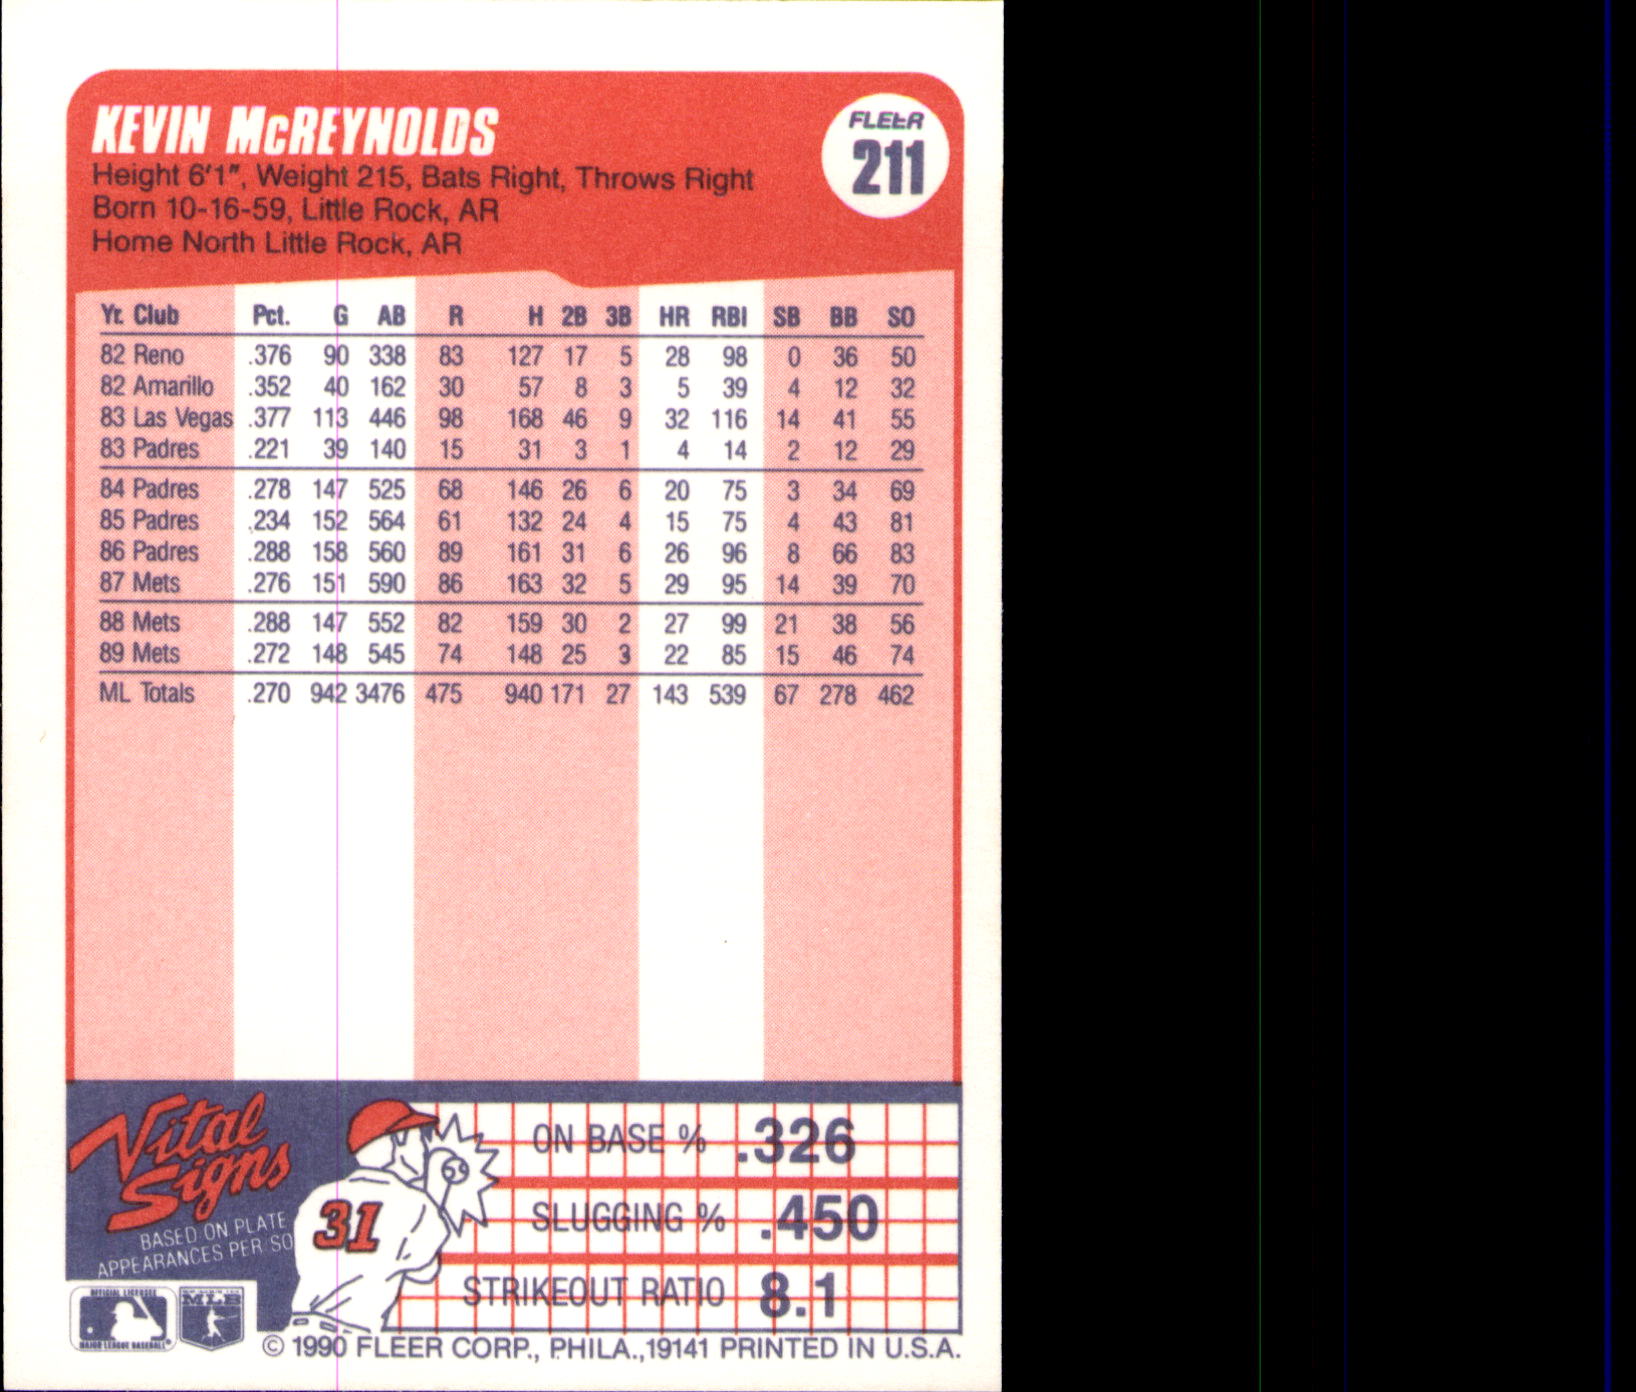 KEVIN McREYNOLDS
FLEER
211
Height 6'1", Weight 215, Bats Right, Throws Right
Born 10-16-59, Little Rock, AR
Home North Little Rock, AR
Yr. Club Pct. G AB R H 2B 3B HR RBI SB BB SO
82 Reno .376 90 338 83 127 17 5 28 98 0 36 50
82 Amarillo .352 40 162 30 57 8 3 5 39 4 12 32
83 Las Vegas .377 113 446 98 168 46 9 32 116 14 41 55
83 Padres .221 39 140 15 31 3 1 4 14 2 12 29
84 Padres .278 147 525 68 146 26 6 20 75 3 34 69
85 Padres .234 152 564 61 132 24 4 15 75 4 43 81
86 Padres .288 158 560 89 161 31 6 26 96 8 66 83
87 Mets .276 151 590 86 163 32 5 29 95 14 39 70
88 Mets .288 147 552 82 159 30 2 27 99 21 38 56
89 Mets .272 148 545 74 148 25 3 22 85 15 46 74
ML Totals .270 942 3476 475 940 171 27 143 539 67 278 462
Vital
Signs
BASED ON PLATE
APPEARANCES PER SO
31
ON BASE % .326
SLUGGING % .450
STRIKEOUT RATIO 8.1
OFFICIAL LICENSEE
MAJOR LEAGUE BASEBALL
MLB
© 1990 FLEER CORP., PHILA.,19141 PRINTED IN U.S.A.